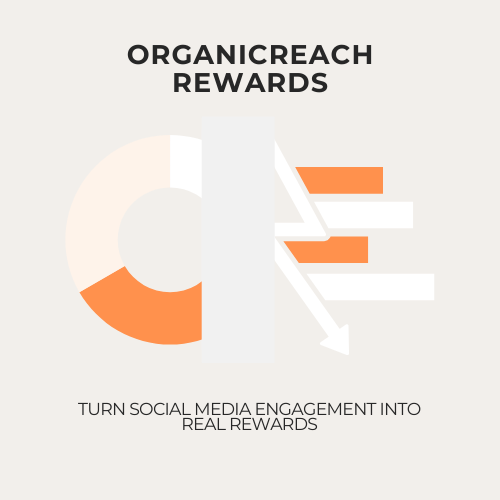 ORGANICREACH
REWARDS
TURN SOCIAL MEDIA ENGAGEMENT INTO
REAL REWARDS